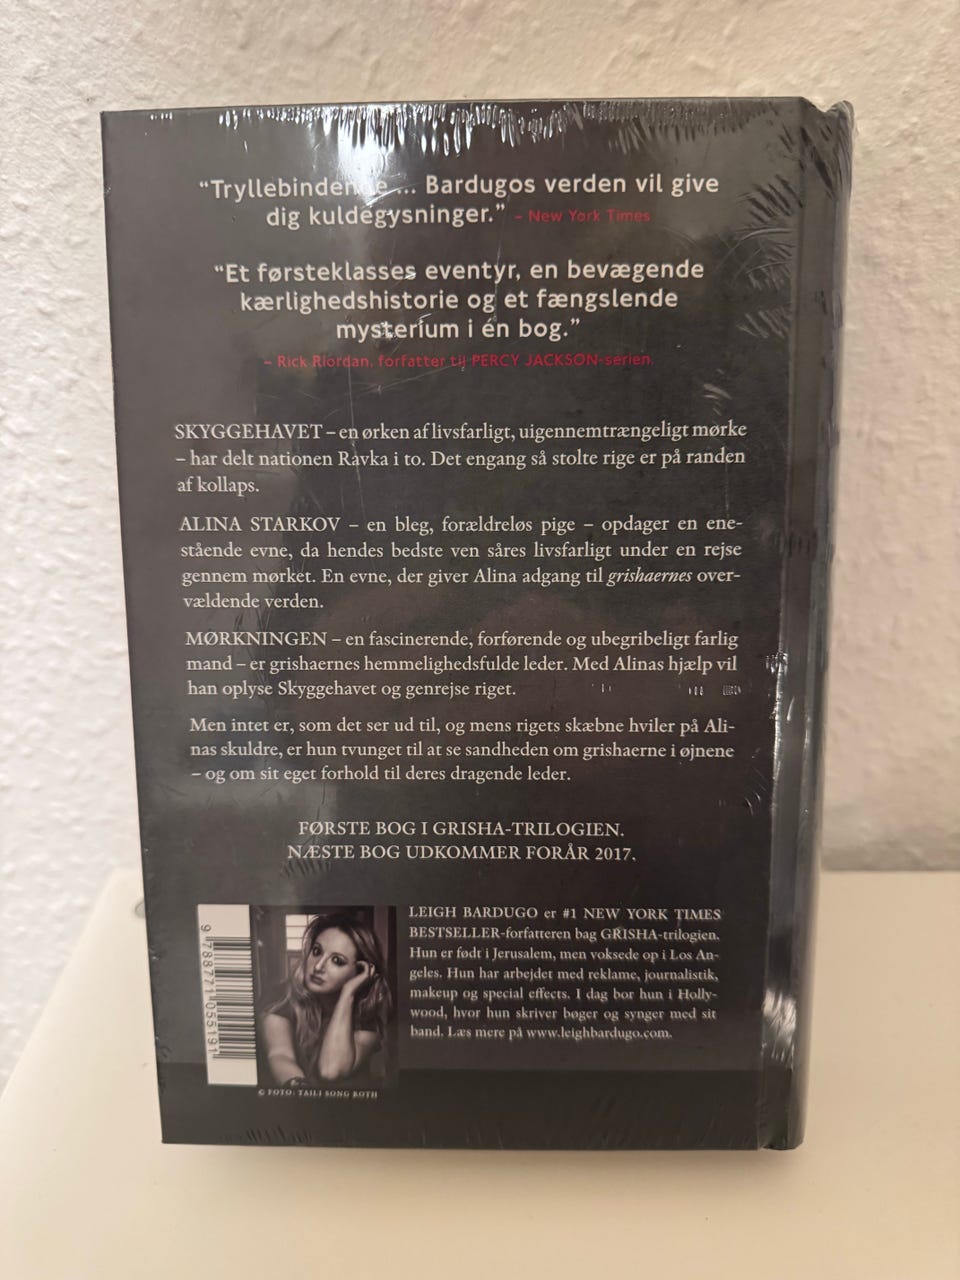 “Tryllebindende ... Bardugos verden vil give
dig kuldegysninger.” – New York Times
“Et førsteklasses eventyr, en bevægende
kærlighedshistorie og et fængslende
mysterium i én bog.”
– Rick Riordan, forfatter til PERCY JACKSON-serien.
SKYGGEHAVET – en ørken af livsfarligt, uigennemtrængeligt mørke
– har delt nationen Ravka i to. Det engang så stolte rige er på randen
af kollaps.
ALINA STARKOV – en bleg, forældreløs pige – opdager en ene-
stående evne, da hendes bedste ven såres livsfarligt under en rejse
gennem mørket. En evne, der giver Alina adgang til grishaernes over-
vældende verden.
MØRKNINGEN – en fascinerende, forførende og ubegribeligt farlig
mand – er grishaernes hemmelighedsfulde leder. Med Alinas hjælp vil
han oplyse Skyggehavet og genrejse riget.
Men intet er, som det ser ud til, og mens rigets skæbne hviler på Ali-
nas skuldre, er hun tvunget til at se sandheden om grishaerne i øjnene
– og om sit eget forhold til deres dragende leder.
FØRSTE BOG I GRISHA-TRILOGIEN.
NÆSTE BOG UDKOMMER FORÅR 2017.
LEIGH BARDUGO er #1 NEW YORK TIMES
BESTSELLER-forfatteren bag GRISHA-trilogien.
Hun er født i Jerusalem, men voksede op i Los An-
geles. Hun har arbejdet med reklame, journalistik,
makeup og special effects. I dag bor hun i Holly-
wood, hvor hun skriver bøger og synger med sit
band. Læs mere på www.leighbardugo.com.
9 788771 055191
© FOTO: TAILI SONG ROTH